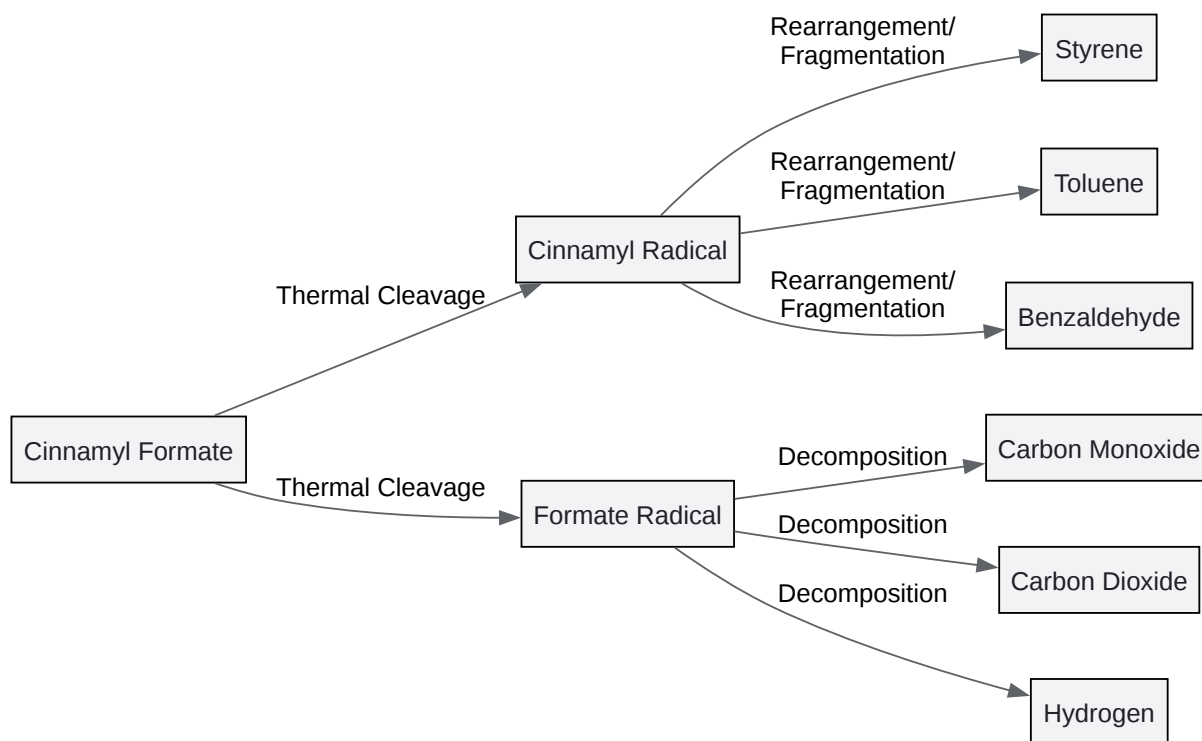 Rearrangement/
Fragmentation
Styrene
Rearrangement/
Fragmentation
Toluene
Cinnamyl Radical
Rearrangement/
Fragmentation
Benzaldehyde
Thermal Cleavage
Cinnamyl Formate
Thermal Cleavage
Formate Radical
Decomposition
Carbon Monoxide
Decomposition
Carbon Dioxide
Decomposition
Hydrogen